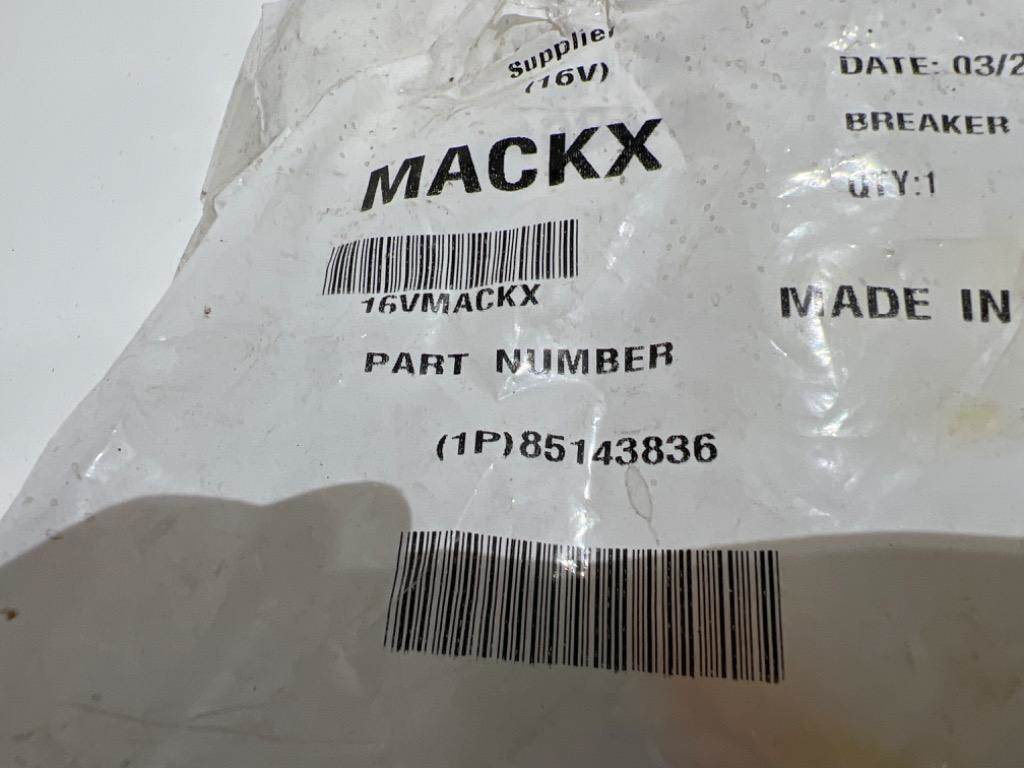 Supplier
(16V)
MACKX
16VMACKX
PART NUMBER
(1P)85143836
DATE: 03/2
BREAKER
QTY:1
MADE IN